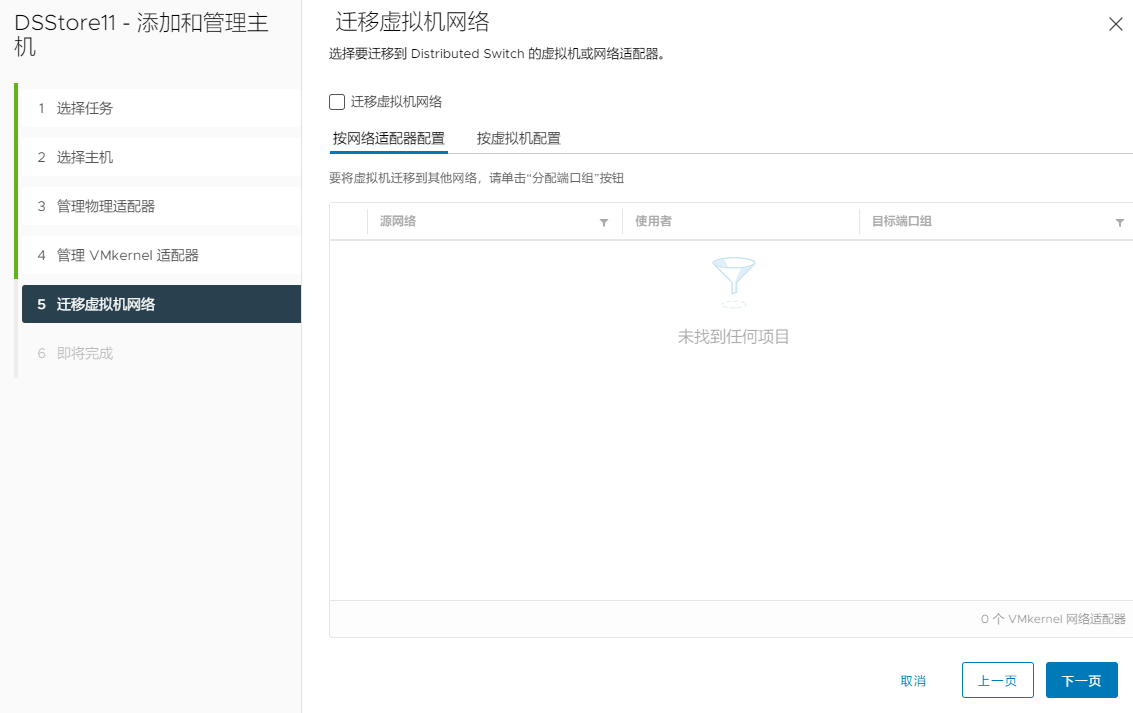 DSStore11 - 添加和管理主
机
1 选择任务
2 选择主机
3 管理物理适配器
4 管理 VMkernel 适配器
5 迁移虚拟机网络
6 即将完成
迁移虚拟机网络
选择要迁移到 Distributed Switch 的虚拟机或网络适配器。
迁移虚拟机网络
按网络适配器配置 按虚拟机配置
要将虚拟机迁移到其他网络，请单击“分配端口组”按钮
源网络 使用者 目标端口组
未找到任何项目
0 个 VMkernel 网络适配器
取消 上一页 下一页